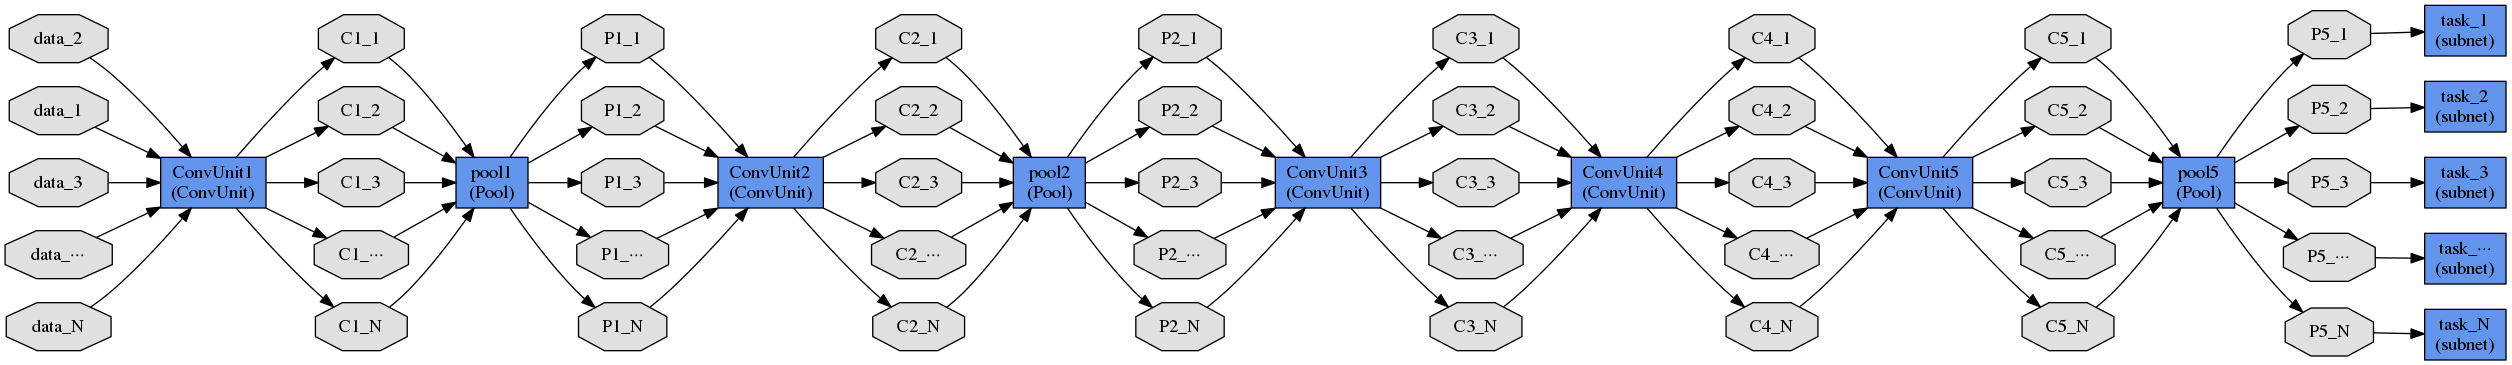 data_2
data_1
data_3
data_...
data_N
ConvUnit1
(ConvUnit)
C1_1
C1_2
C1_3
C1_...
C1_N
pool1
(Pool)
P1_1
P1_2
P1_3
P1_...
P1_N
ConvUnit2
(ConvUnit)
C2_1
C2_2
C2_3
C2_...
C2_N
pool2
(Pool)
P2_1
P2_2
P2_3
P2_...
P2_N
ConvUnit3
(ConvUnit)
C3_1
C3_2
C3_3
C3_...
C3_N
ConvUnit4
(ConvUnit)
C4_1
C4_2
C4_3
C4_...
C4_N
ConvUnit5
(ConvUnit)
C5_1
C5_2
C5_3
C5_...
C5_N
pool5
(Pool)
P5_1
P5_2
P5_3
P5_...
P5_N
task_1
(subnet)
task_2
(subnet)
task_3
(subnet)
task_...
(subnet)
task_N
(subnet)